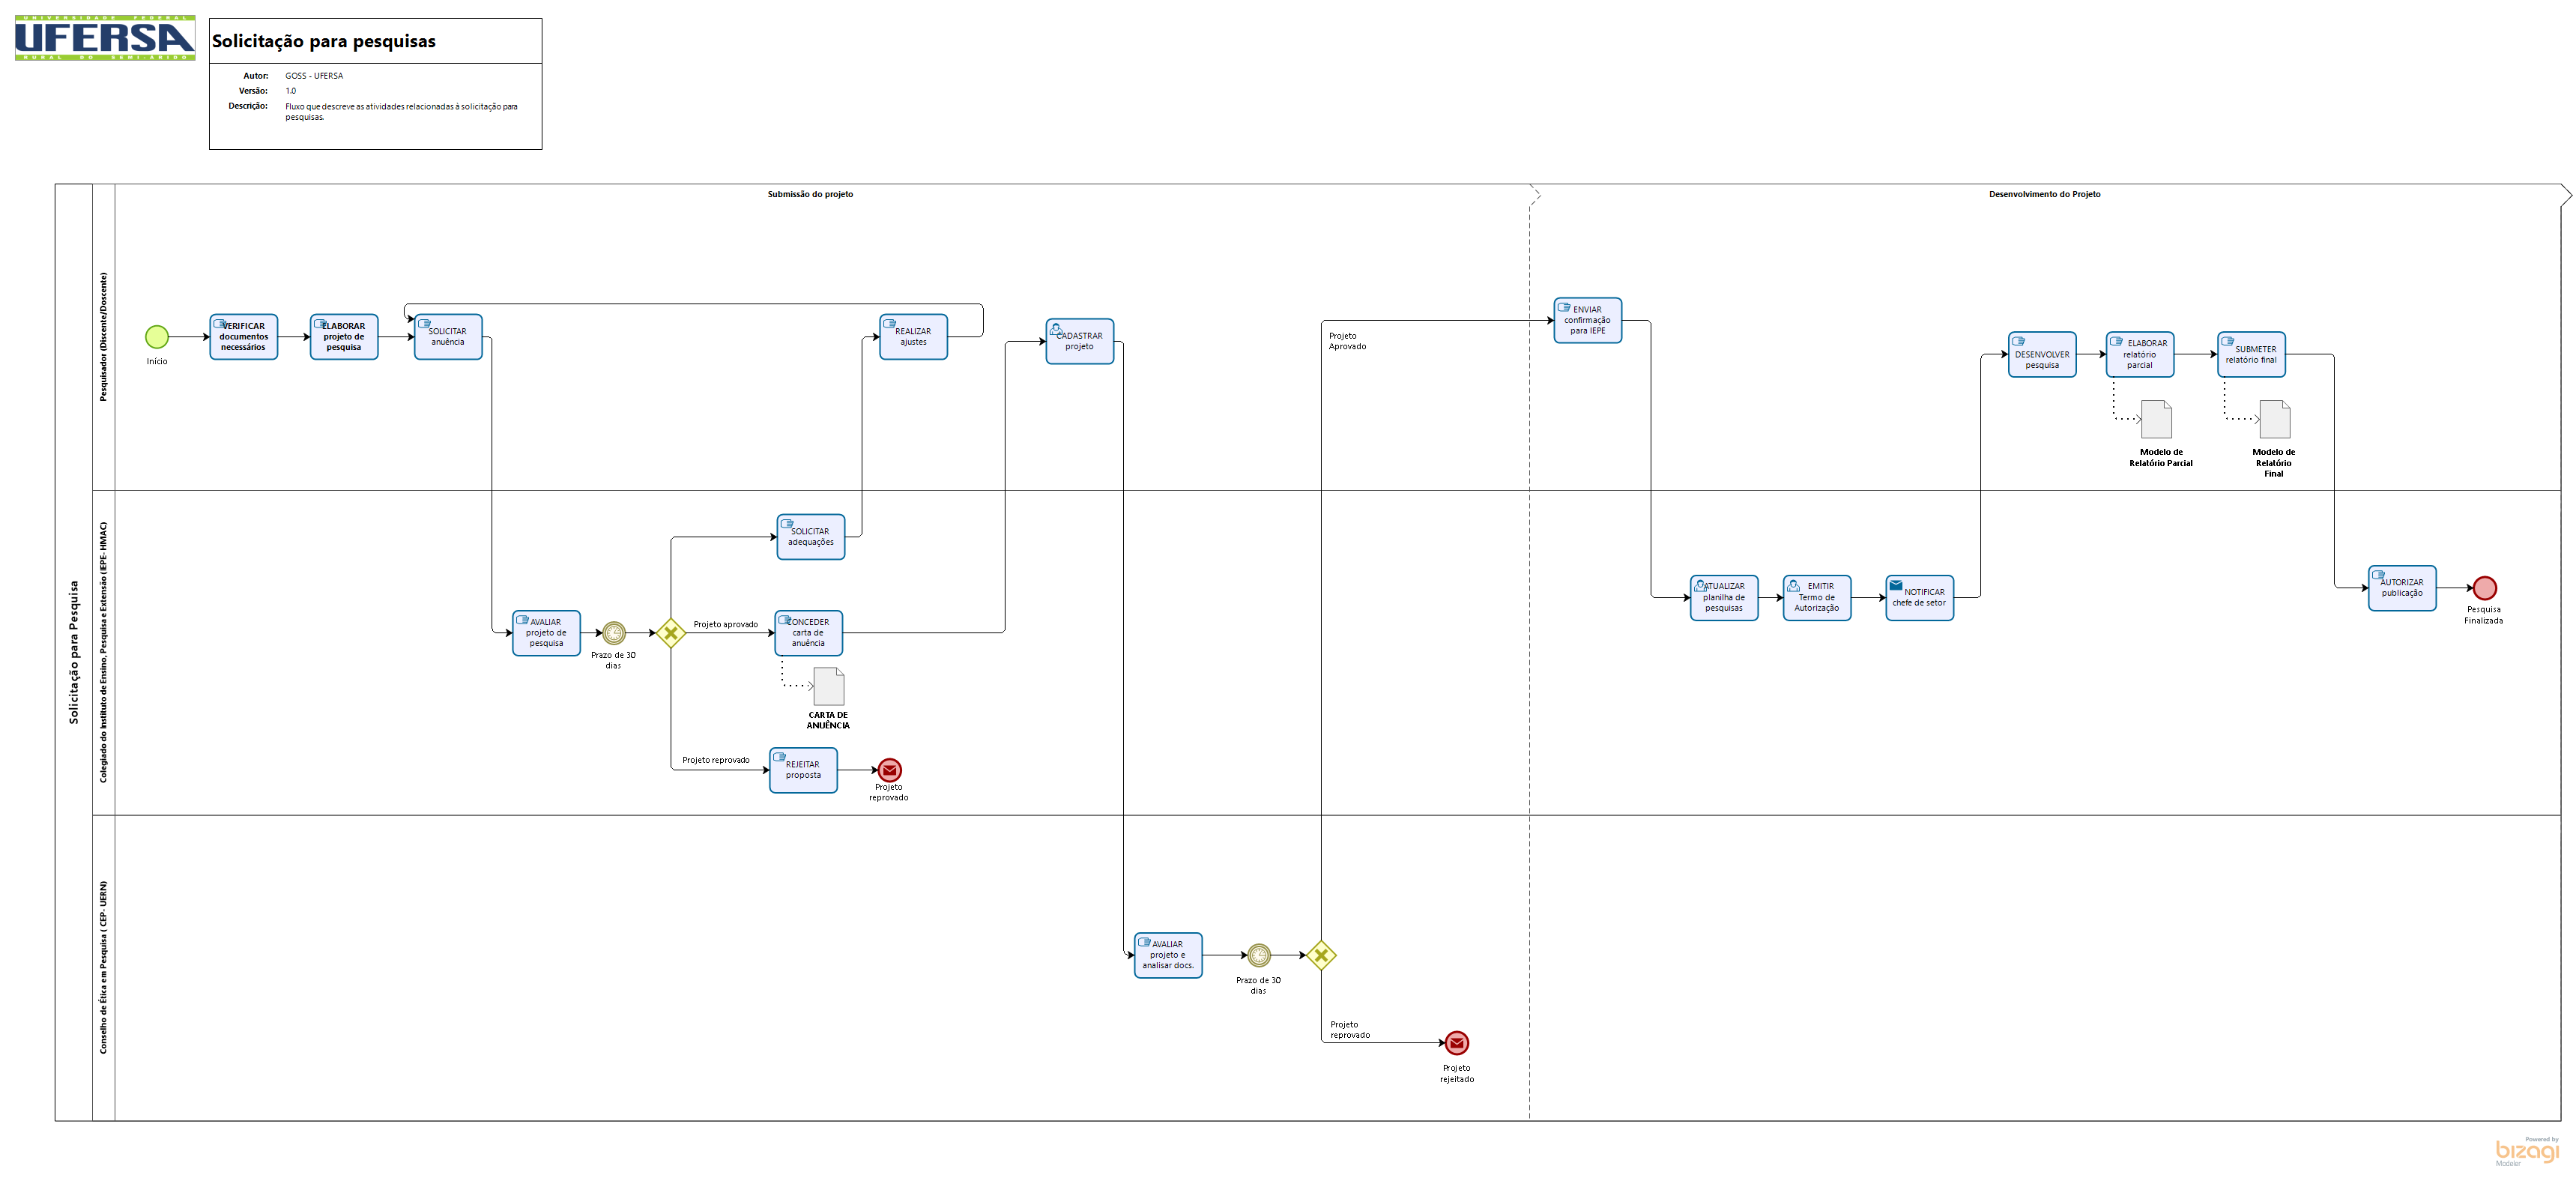 UNIVERSIDADE FEDERAL
UFERSA
RURAL DO SEMI-ÁRIDO
Solicitação para pesquisas
Autor: GOSS - UFERSA
Versão: 1.0
Descrição: Fluxo que descreve as atividades relacionadas à solicitação para
pesquisas.
Solicitação para Pesquisa
Submissão do projeto
Desenvolvimento do Projeto
Pesquisador (Discente/Doscente)
Início
VERIFICAR
documentos
necessários
ELABORAR
projeto de
pesquisa
SOLICITAR
anuência
REALIZAR
ajustes
CADASTRAR
projeto
Projeto
Aprovado
ENVIAR
confirmação
para IEPE
DESENVOLVER
pesquisa
ELABORAR
relatório
parcial
SUBMETER
relatório final
Modelo de
Relatório Parcial
Modelo de
Relatório
Final
Colegiado do Instituto de Ensino, Pesquisa e Extensão (IEPE- HMAC)
SOLICITAR
adequações
AVALIAR
projeto de
pesquisa
Prazo de 30
dias
Projeto aprovado
CONCEDER
carta de
anuência
CARTA DE
ANUÊNCIA
Projeto reprovado
REJEITAR
proposta
Projeto
reprovado
ATUALIZAR
planilha de
pesquisas
EMITIR
Termo de
Autorização
NOTIFICAR
chefe de setor
AUTORIZAR
publicação
Pesquisa
Finalizada
Conselho de Ética em Pesquisa ( CEP- UERN)
AVALIAR
projeto e
analisar docs.
Prazo de 30
dias
Projeto
reprovado
Projeto
rejeitado
Powered by
bizagi
Modeler